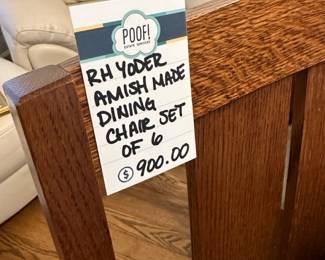 POOF!
ESTATE SERVICES
RH YODER
AMISH MADE
DINING
CHAIR SET
OF 6
$ 900.00